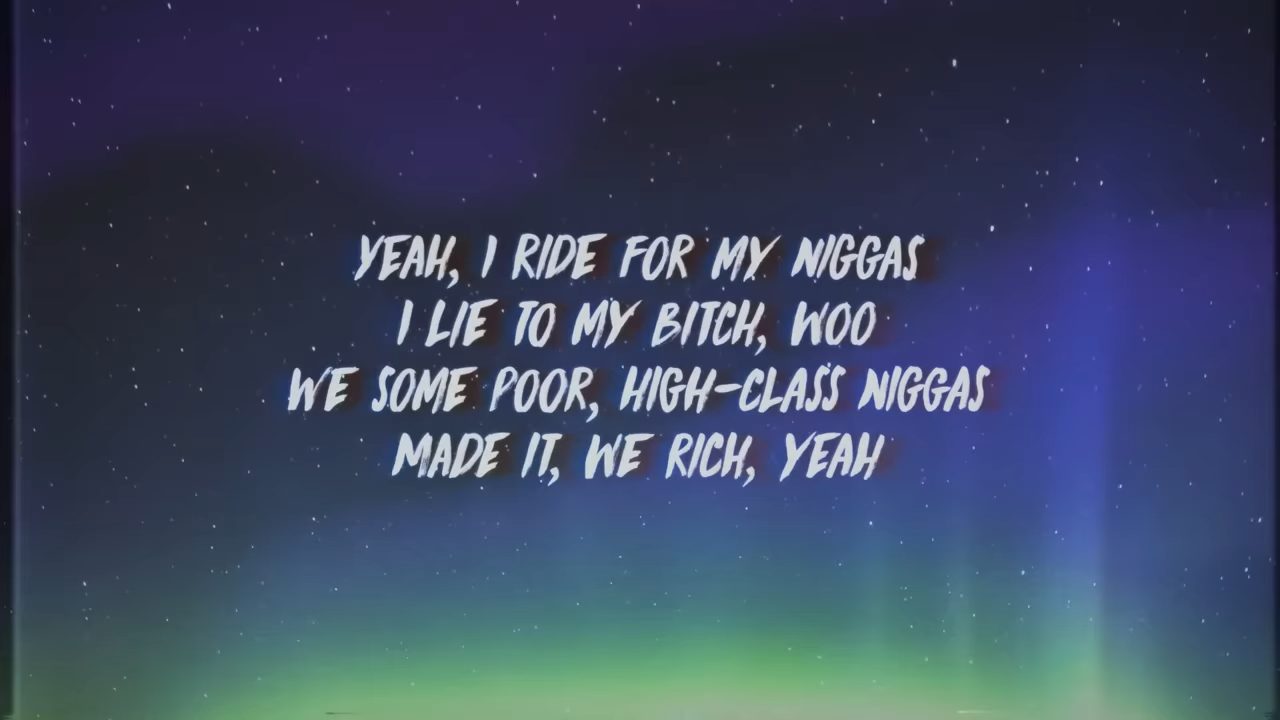 YEAH, I RIDE FOR MY NIGGAS
I LIE TO MY BITCH, WOO
WE SOME POOR, HIGH-CLASS NIGGAS
MADE IT, WE RICH, YEAH